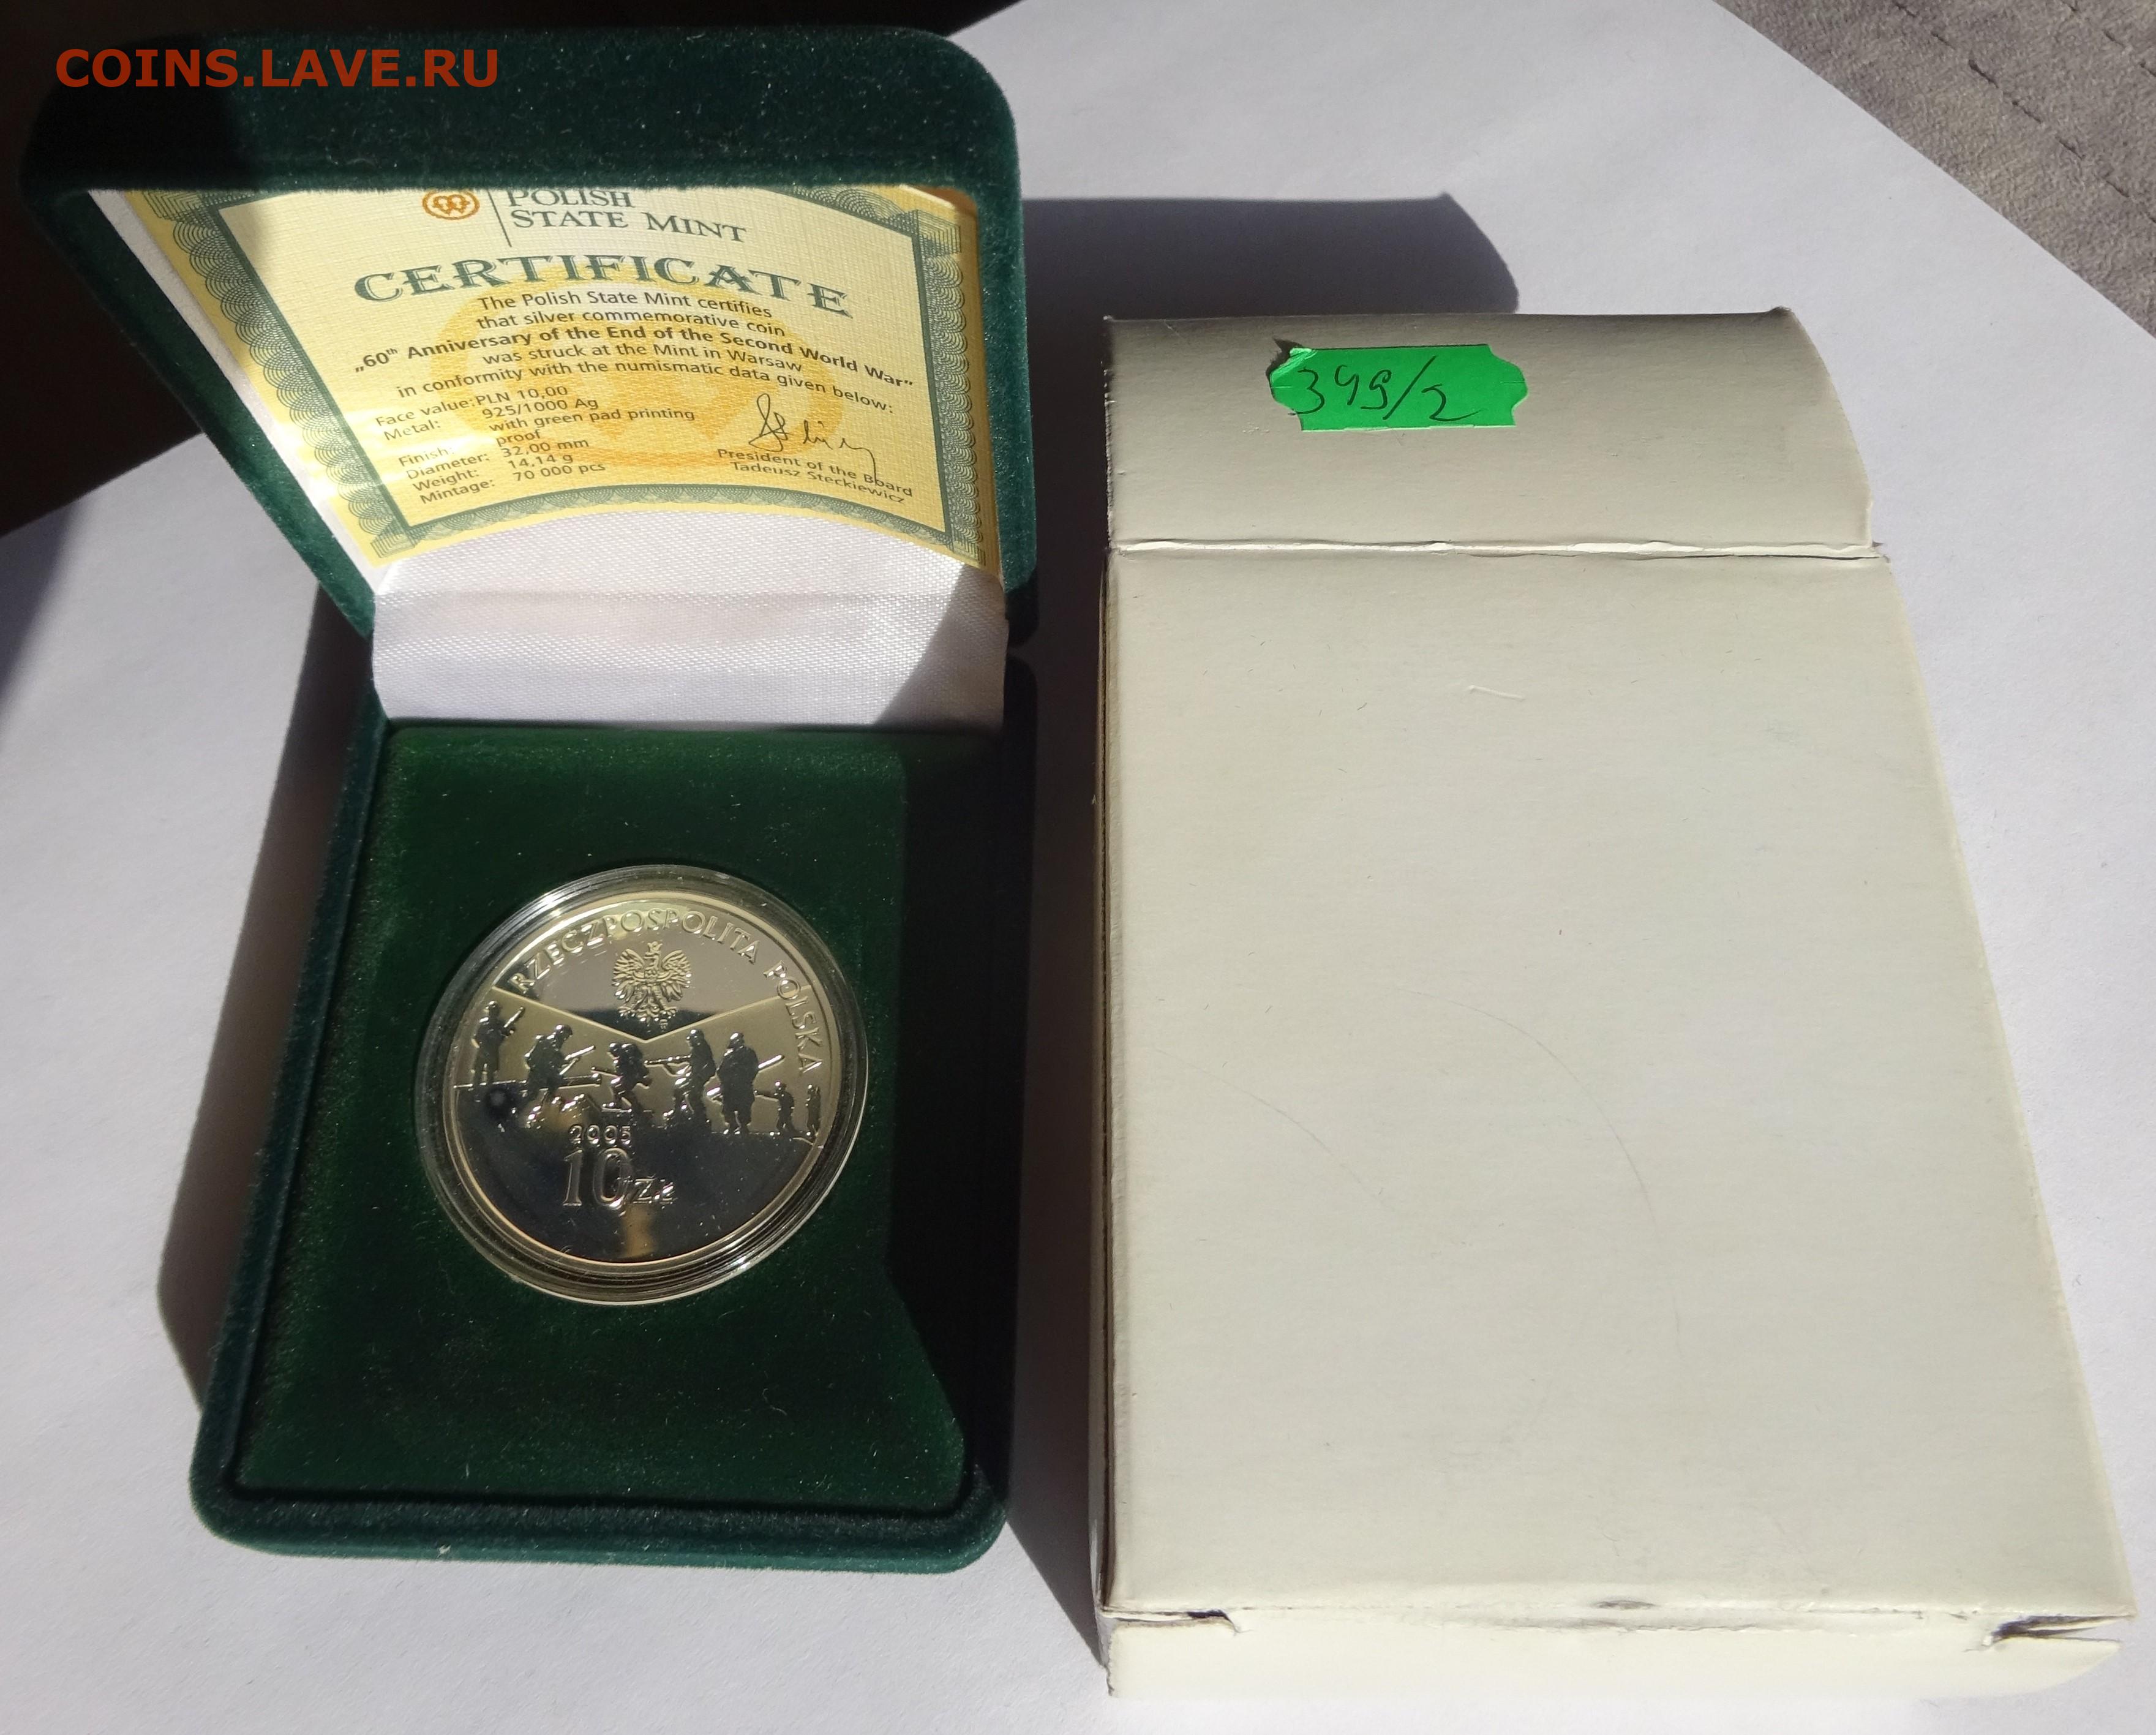 COINS.LAVE.RU
POLISH
STATE MINT
CERTIFICATE
The Polish State Mint certifies
that silver commemorative coin
„60th Anniversary of the End of the Second World War”
was struck at the Mint in Warsaw
in conformity with the numismatic data given below:
Face value: PLN 10,00
Metal: 925/1000 Ag
with green pad printing
Finish: proof
Diameter: 32,00 mm
Weight: 14,14 g
Mintage: 70 000 pcs
President of the Board
Tadeusz Steckiewicz
399/2
RZECZPOSPOLITA POLSKA
2005
10 ZŁ